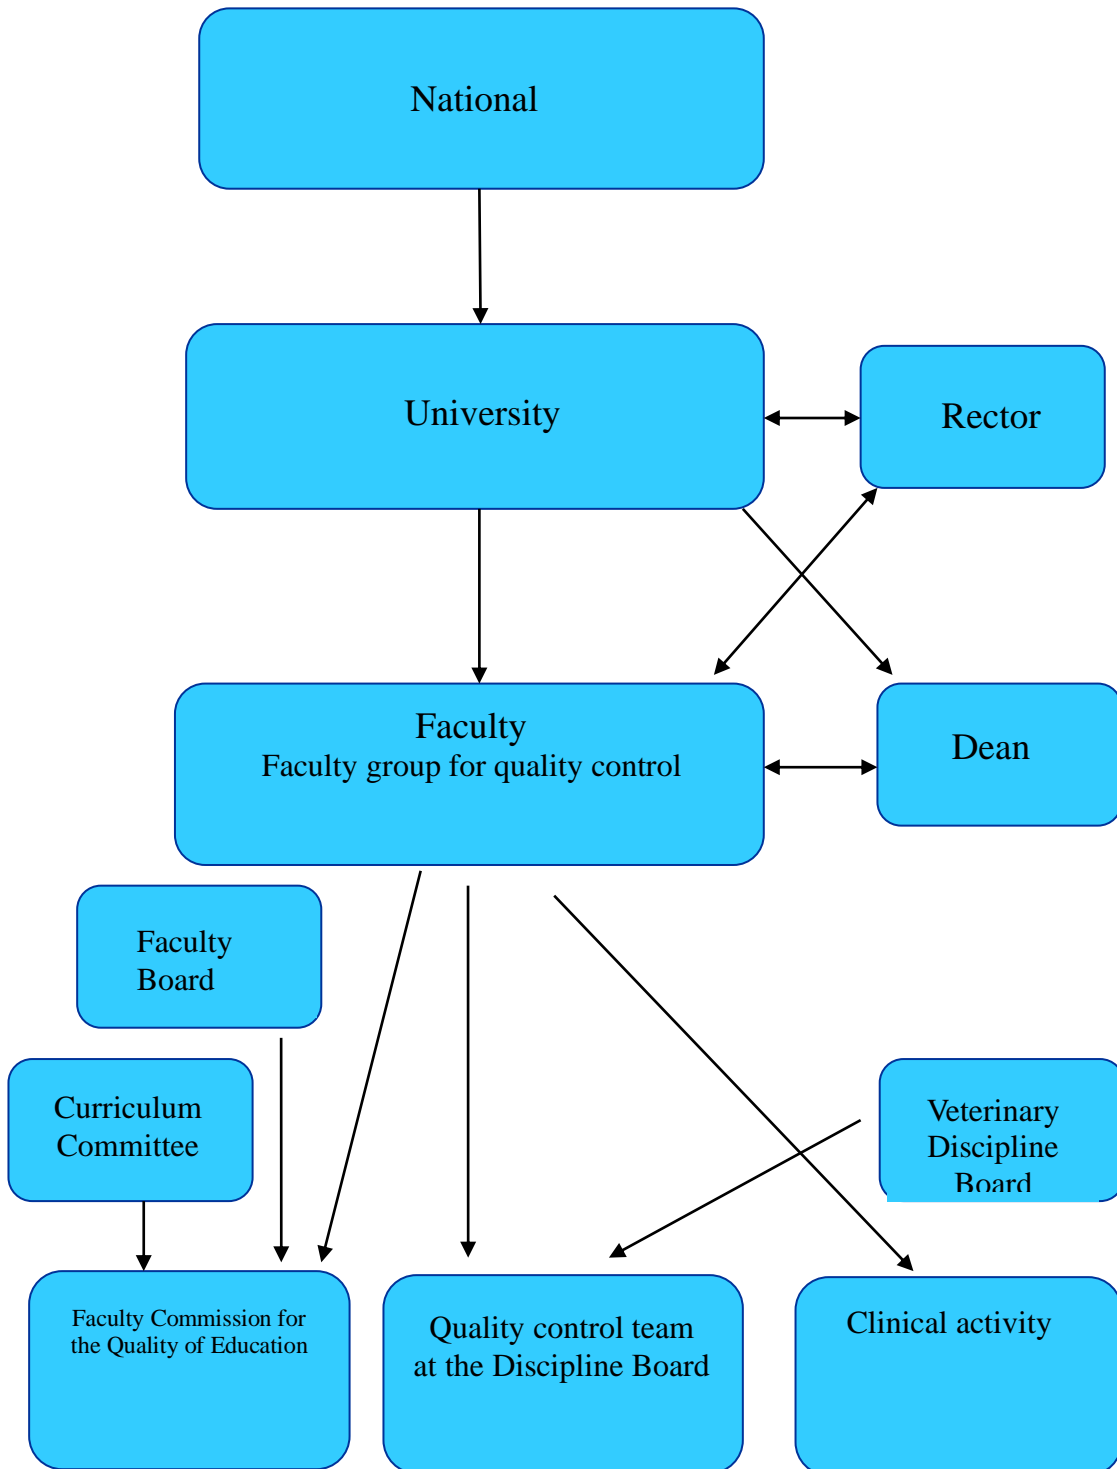 National
University
Rector
Faculty
Faculty group for quality control
Dean
Faculty
Board
Curriculum
Committee
Veterinary
Discipline
Board
Faculty Commission for
the Quality of Education
Quality control team
at the Discipline Board
Clinical activity